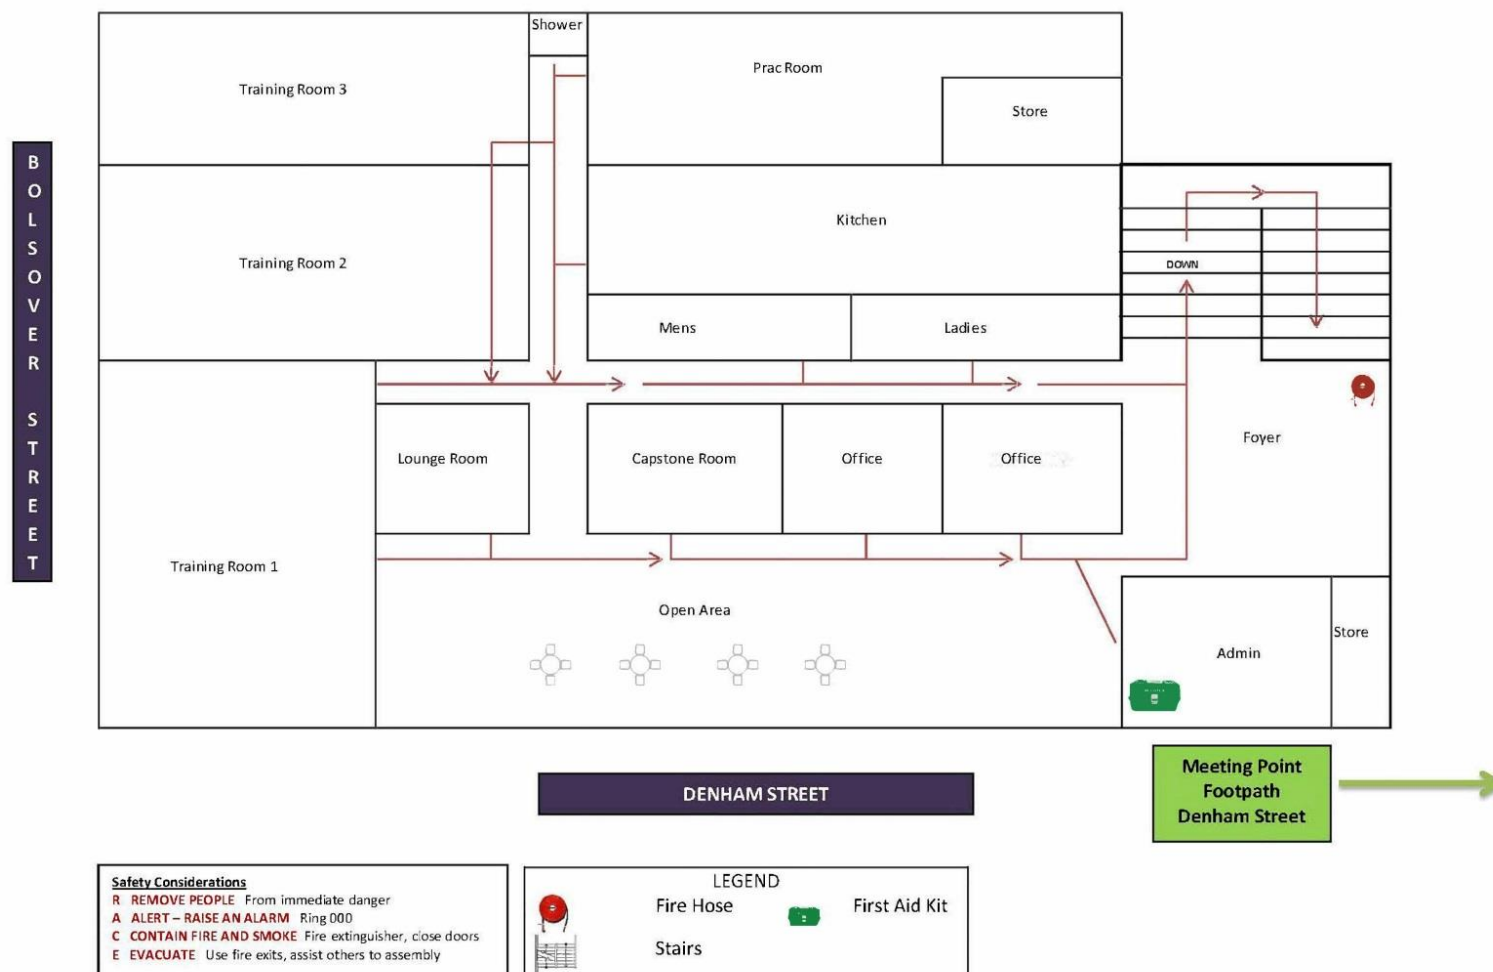 Shower
Training Room 3
Prac Room
Store
BOLSOVER STREET
Training Room 2
Kitchen
DOWN
Mens
Ladies
Foyer
Lounge Room
Capstone Room
Office
Office
Training Room 1
Open Area
Admin
Store
DENHAM STREET
Meeting Point
Footpath
Denham Street
Safety Considerations
R REMOVE PEOPLE From immediate danger
A ALERT – RAISE AN ALARM Ring 000
C CONTAIN FIRE AND SMOKE Fire extinguisher, close doors
E EVACUATE Use fire exits, assist others to assembly
LEGEND
Fire Hose
First Aid Kit
Stairs